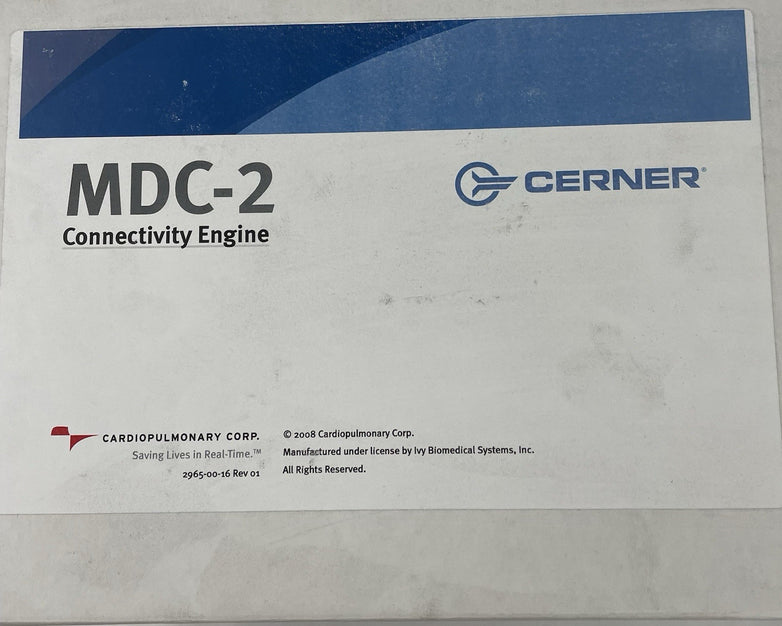 MDC-2
Connectivity Engine
CERNER®
CARDIOPULMONARY CORP.
Saving Lives in Real-Time.™
2965-00-16 Rev 01
© 2008 Cardiopulmonary Corp.
Manufactured under license by Ivy Biomedical Systems, Inc.
All Rights Reserved.